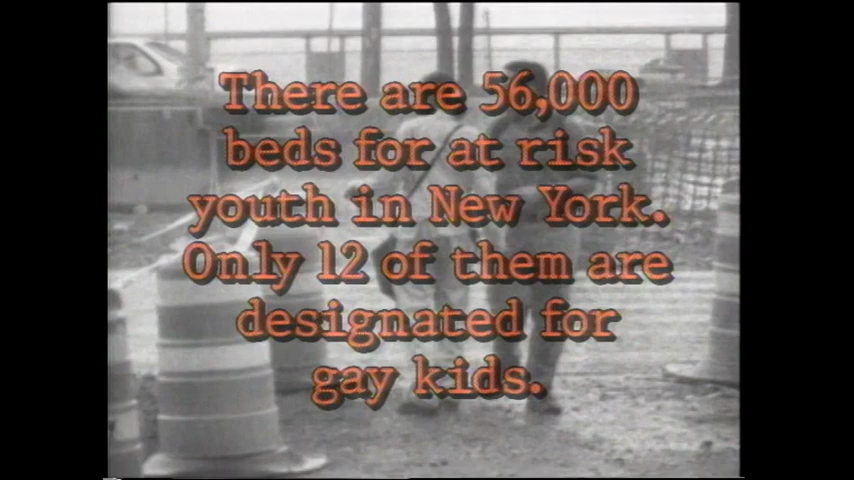 There are 56,000
beds for at risk
youth in New York.
Only 12 of them are
designated for
gay kids.